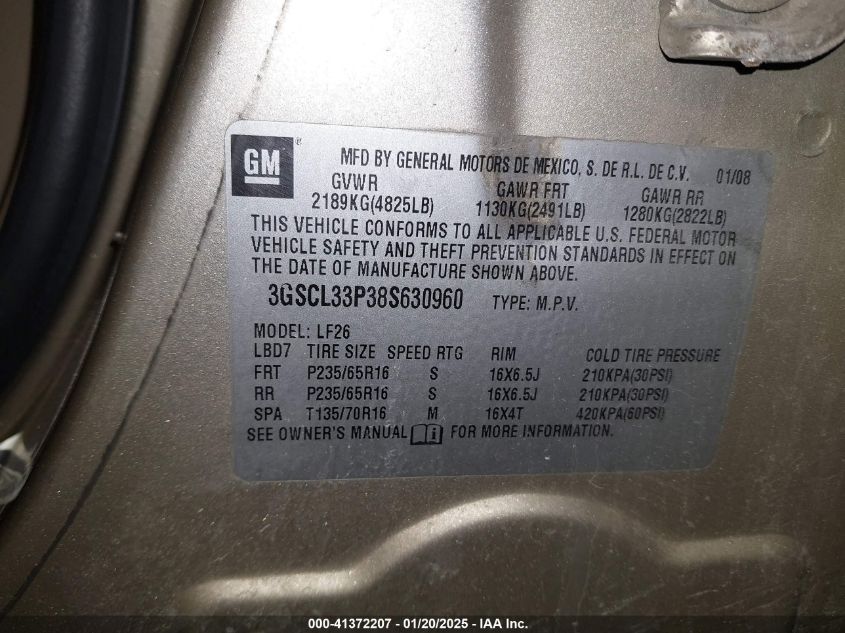 GM ®
MFD BY GENERAL MOTORS DE MEXICO, S. DE R.L. DE C.V. 01/08
GVWR GAWR FRT GAWR RR
2189KG(4825LB) 1130KG(2491LB) 1280KG(2822LB)
THIS VEHICLE CONFORMS TO ALL APPLICABLE U.S. FEDERAL MOTOR
VEHICLE SAFETY AND THEFT PREVENTION STANDARDS IN EFFECT ON
THE DATE OF MANUFACTURE SHOWN ABOVE.
3GSCL33P38S630960 TYPE: M.P.V.
MODEL: LF26
LBD7 TIRE SIZE SPEED RTG RIM COLD TIRE PRESSURE
FRT P235/65R16 S 16X6.5J 210KPA(30PSI)
RR P235/65R16 S 16X6.5J 210KPA(30PSI)
SPA T135/70R16 M 16X4T 420KPA(60PSI)
SEE OWNER'S MANUAL i FOR MORE INFORMATION.
000-41372207 - 01/20/2025 - IAA Inc.